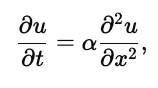 ∂u/∂t = α ∂²u/∂x²,